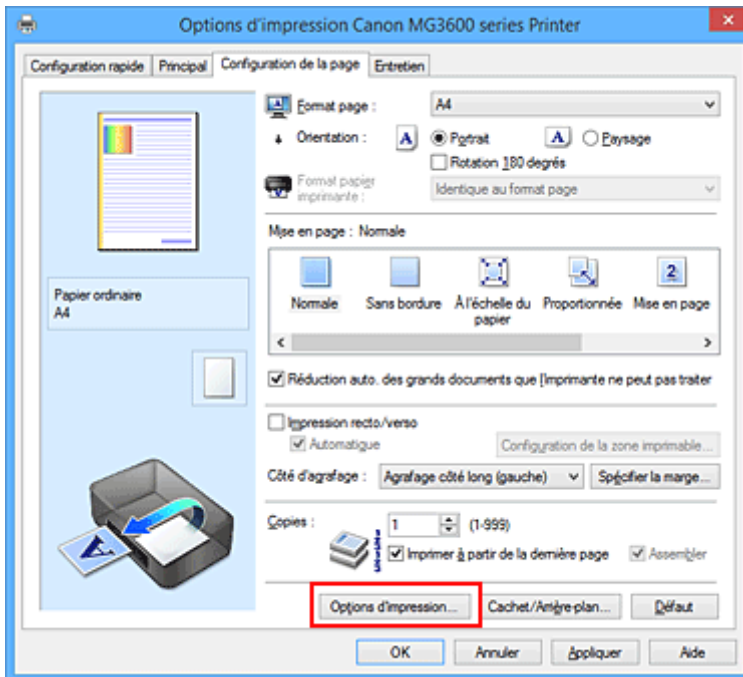 Options d'impression Canon MG3600 series Printer
Configuration rapide Principal Configuration de la page Entretien
Format page : A4
Orientation : A Portrait A Paysage
Rotation 180 degrés
Format papier imprimante : Identique au format page
Mise en page : Normale
2
Normale Sans bordure À l'échelle du papier Proportionnée Mise en page
Papier ordinaire
A4
Réduction auto. des grands documents que l'imprimante ne peut pas traiter
Impression recto/verso
Automatique Configuration de la zone imprimable...
Côté d'agrafage : Agrafage côté long (gauche) Spécifier la marge...
Copies : 1 (1-999)
Imprimer à partir de la dernière page Assembler
A
Options d'impression... Cachet/Arrière-plan... Défaut
OK Annuler Appliquer Aide